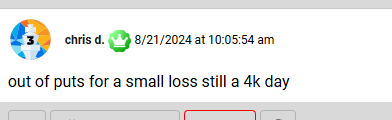 3
chris d. 8/21/2024 at 10:05:54 am
out of puts for a small loss still a 4k day